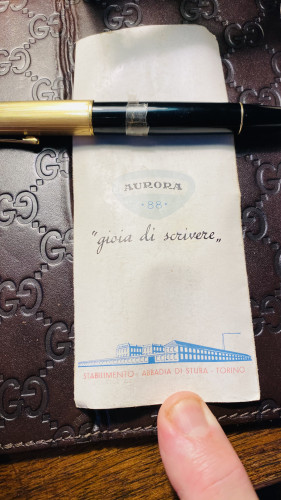 AURORA
·88·
"gioia di scrivere„
STABILIMENTO · ABBADIA DI STURA · TORINO